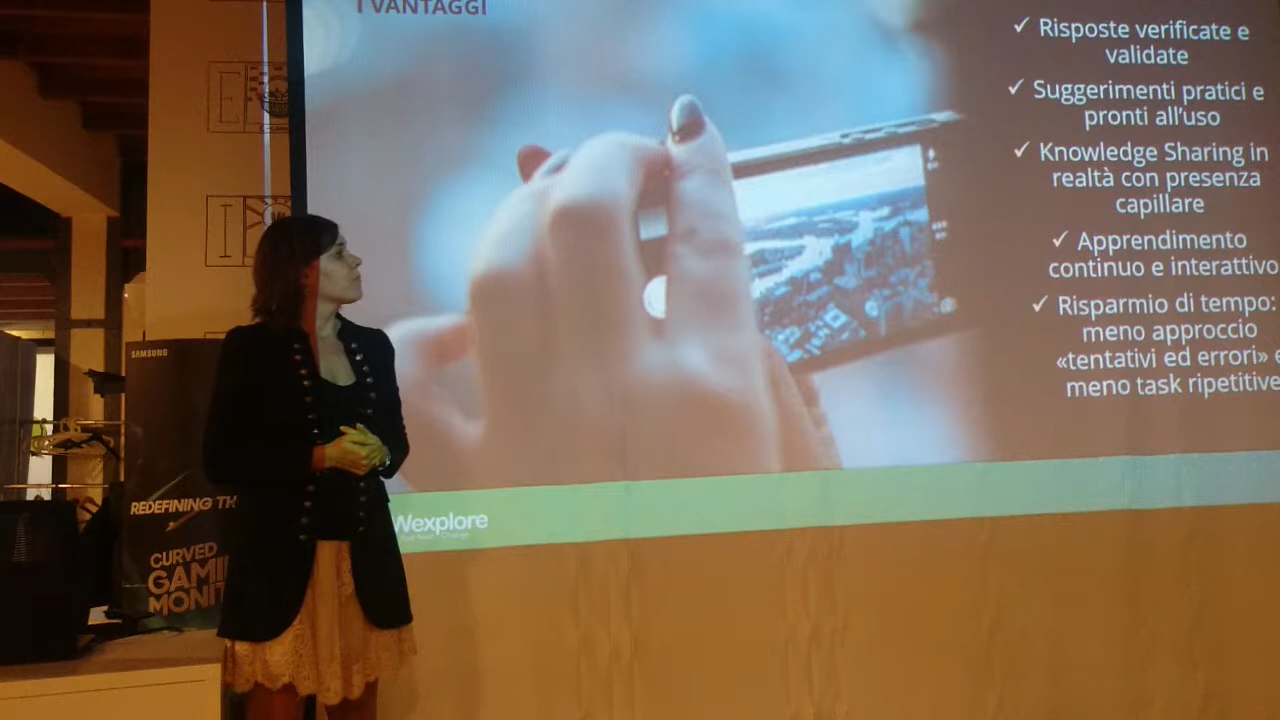 I VANTAGGI
✓ Risposte verificate e
validate
✓ Suggerimenti pratici e
pronti all'uso
✓ Knowledge Sharing in
realtà con presenza
capillare
✓ Apprendimento
continuo e interattivo
✓ Risparmio di tempo:
meno approccio
«tentativi ed errori» e
meno task ripetitive
Wexplore
SAMSUNG
REDEFINING TH
CURVED
GAMI
MONIT
E
I